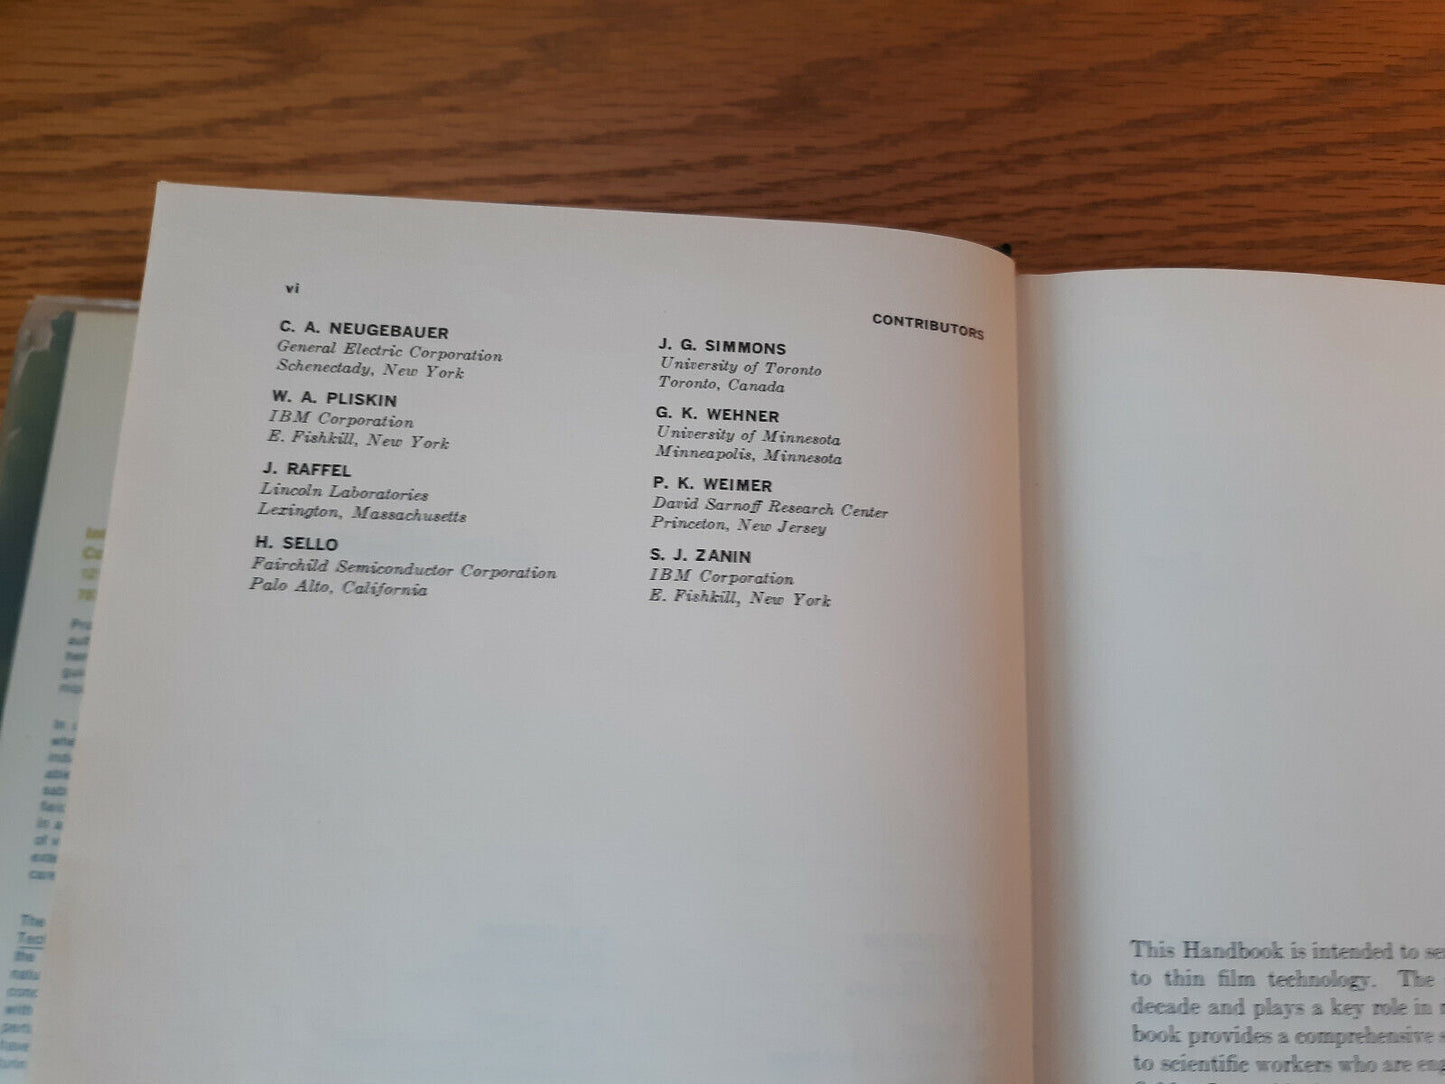 vi
CONTRIBUTORS
C. A. NEUGEBAUER
General Electric Corporation
Schenectady, New York
W. A. PLISKIN
IBM Corporation
E. Fishkill, New York
J. RAFFEL
Lincoln Laboratories
Lexington, Massachusetts
H. SELLO
Fairchild Semiconductor Corporation
Palo Alto, California
J. G. SIMMONS
University of Toronto
Toronto, Canada
G. K. WEHNER
University of Minnesota
Minneapolis, Minnesota
P. K. WEIMER
David Sarnoff Research Center
Princeton, New Jersey
S. J. ZANIN
IBM Corporation
E. Fishkill, New York
This Handbook is intended to
to thin film technology. The
decade and plays a key role in
book provides a comprehensive
to scientific workers who are